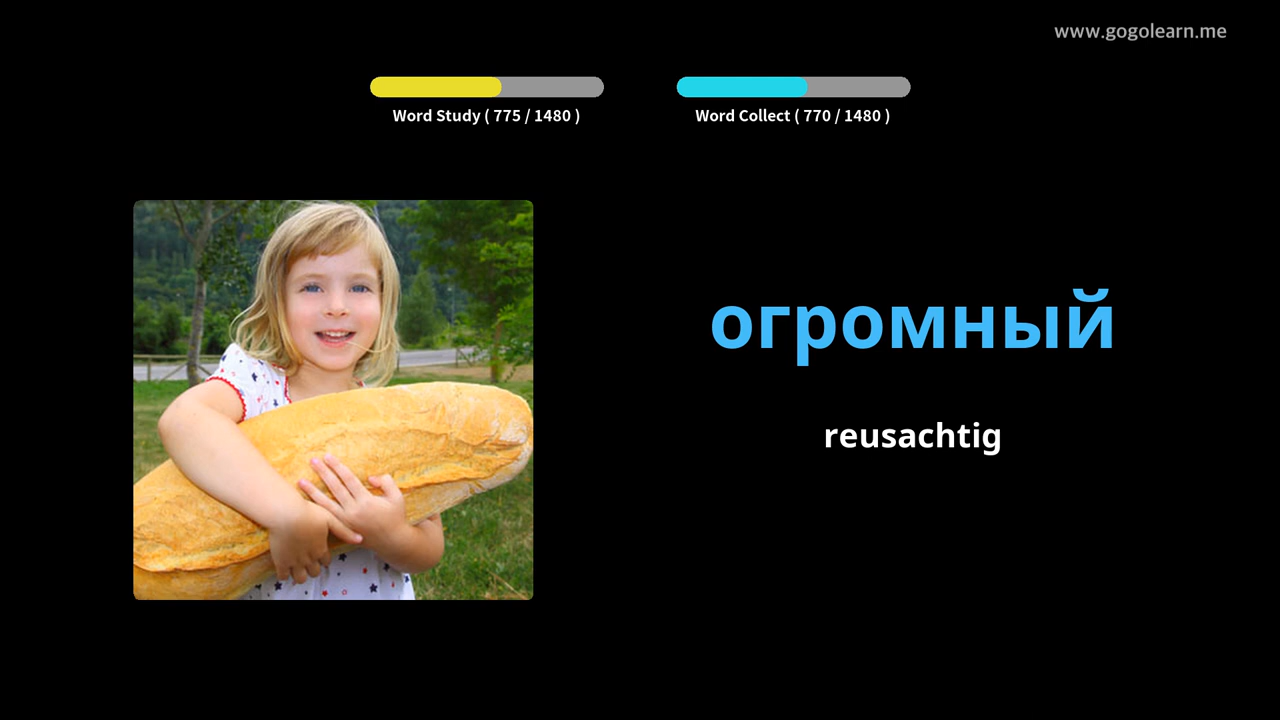 www.gogolearn.me
Word Study ( 775 / 1480 )
Word Collect ( 770 / 1480 )
огромный
reusachtig